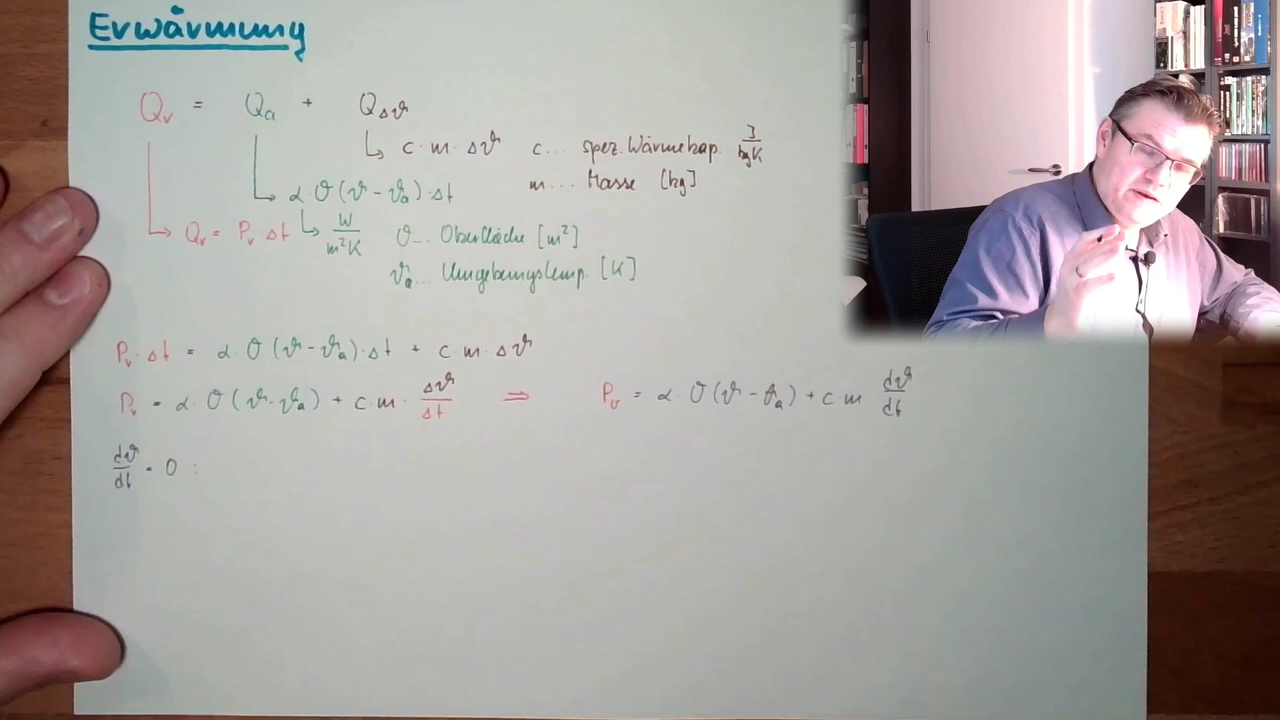 Erwärmung
Qᵥ = Qₐ + Q_Δϑ
c · m · Δϑ c... spez. Wärmekap. J/kgK
m... Masse [kg]
α O (ϑ - ϑₐ) · Δt
Qᵥ = Pᵥ Δt W/m²K O... Oberfläche [m²]
ϑₐ... Umgebungstemp. [K]
Pᵥ · Δt = α · O (ϑ - ϑₐ) · Δt + c · m · Δϑ
Pᵥ = α · O (ϑ - ϑₐ) + c · m · Δϑ/Δt ⇒ Pᵥ = α · O (ϑ - ϑₐ) + c · m dϑ/dt
dϑ/dt = 0 :